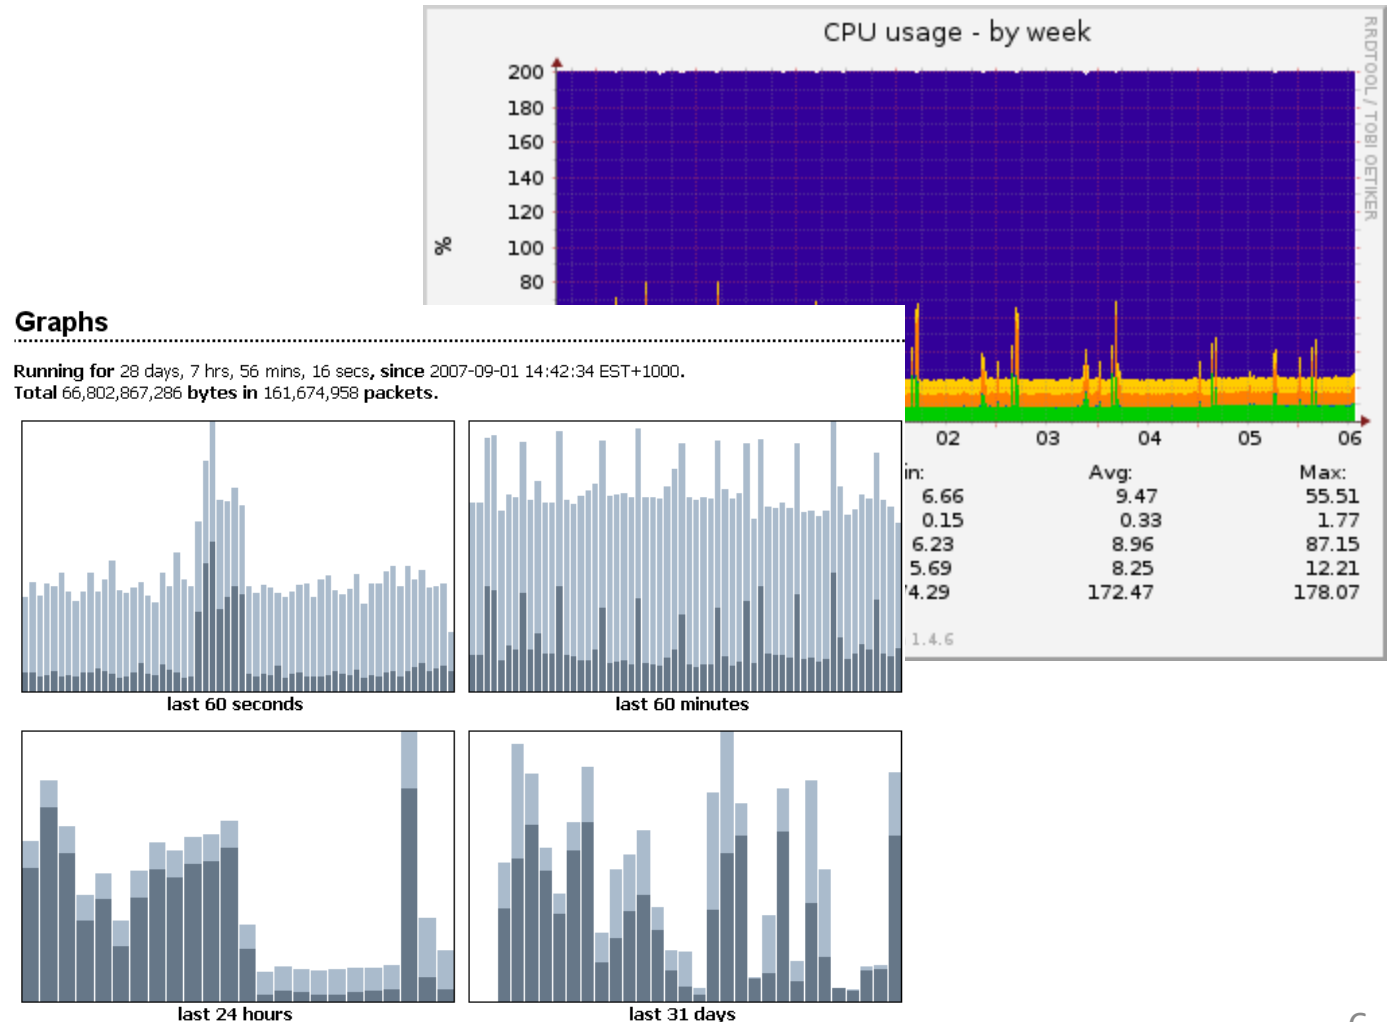 CPU usage - by week
RRDTOOL / TOBI OETIKER
200
180
160
140
120
100
80
%
02 03 04 05 06
in: Avg: Max:
6.66 9.47 55.51
0.15 0.33 1.77
6.23 8.96 87.15
5.69 8.25 12.21
4.29 172.47 178.07
1.4.6
Graphs
Running for 28 days, 7 hrs, 56 mins, 16 secs, since 2007-09-01 14:42:34 EST+1000.
Total 66,802,867,286 bytes in 161,674,958 packets.
last 60 seconds
last 60 minutes
last 24 hours
last 31 days